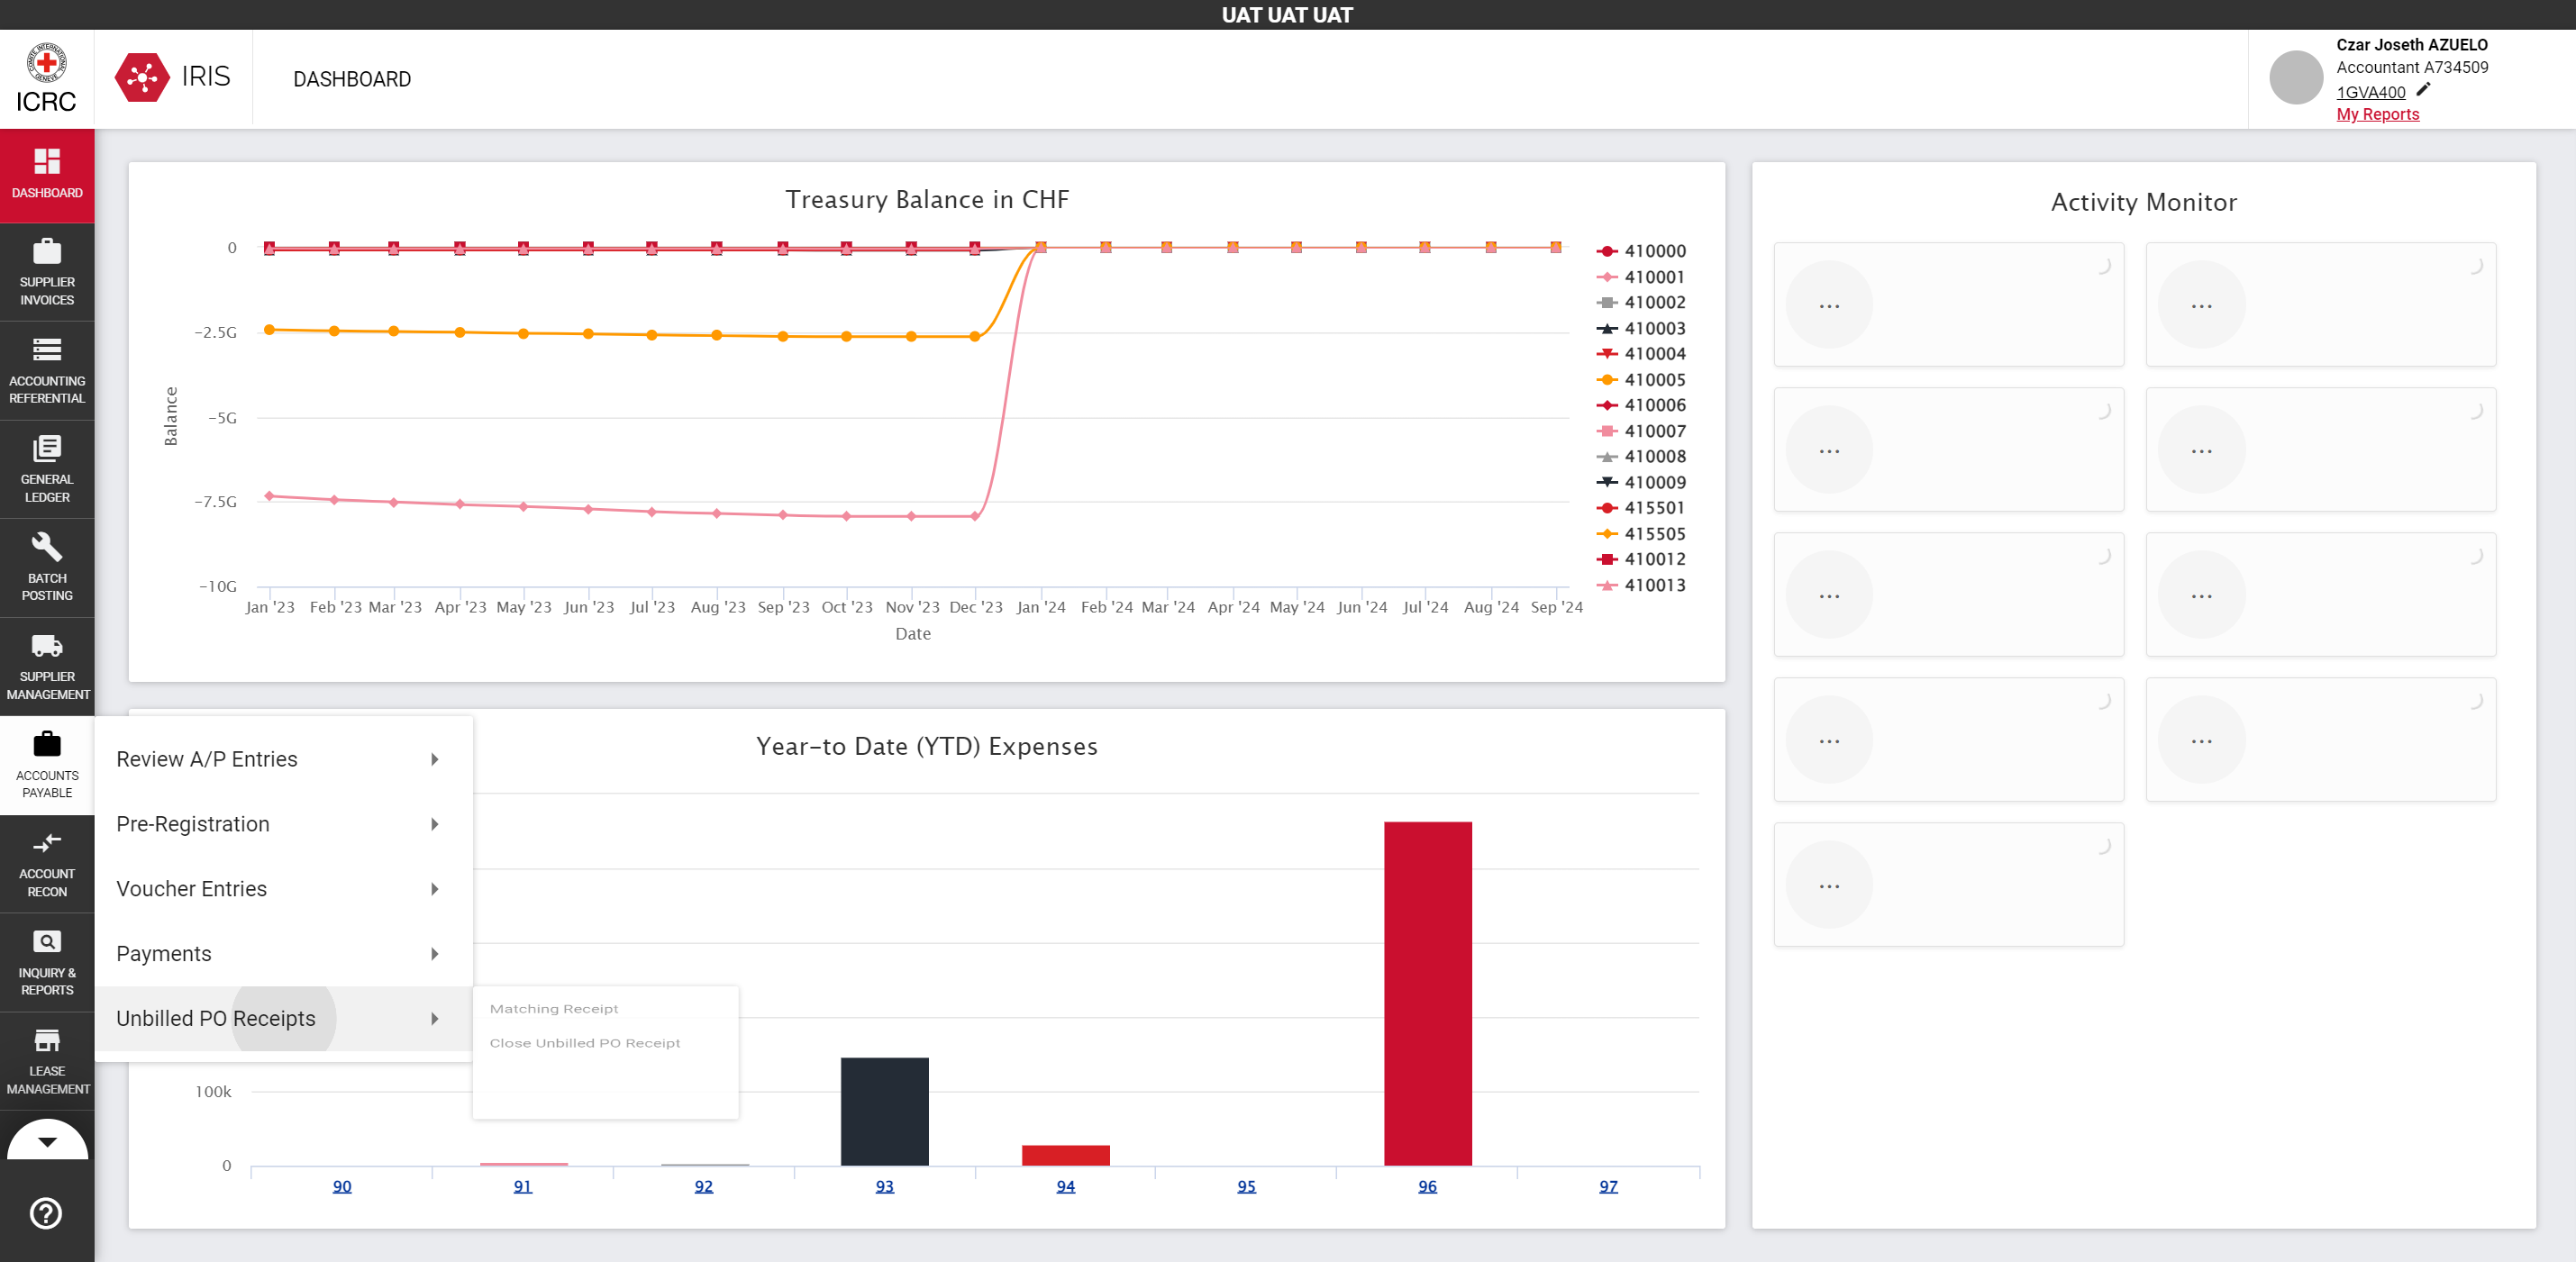 UAT UAT UAT
ICRC
IRIS
DASHBOARD
Czar Joseth AZUELO
Accountant A734509
1GVA400
My Reports
DASHBOARD
SUPPLIER
INVOICES
ACCOUNTING
REFERENTIAL
GENERAL
LEDGER
BATCH
POSTING
SUPPLIER
MANAGEMENT
ACCOUNTS
PAYABLE
ACCOUNT
RECON
INQUIRY &
REPORTS
LEASE
MANAGEMENT
Treasury Balance in CHF
0
−2.5G
−5G
−7.5G
−10G
Balance
Jan '23 Feb '23 Mar '23 Apr '23 May '23 Jun '23 Jul '23 Aug '23 Sep '23 Oct '23 Nov '23 Dec '23 Jan '24 Feb '24 Mar '24 Apr '24 May '24 Jun '24 Jul '24 Aug '24 Sep '24
Date
410000
410001
410002
410003
410004
410005
410006
410007
410008
410009
415501
415505
410012
410013
Review A/P Entries
Pre-Registration
Voucher Entries
Payments
Unbilled PO Receipts
Matching Receipt
Close Unbilled PO Receipt
Year−to Date (YTD) Expenses
100k
0
90 91 92 93 94 95 96 97
Activity Monitor
... ...
... ...
... ...
... ...
...